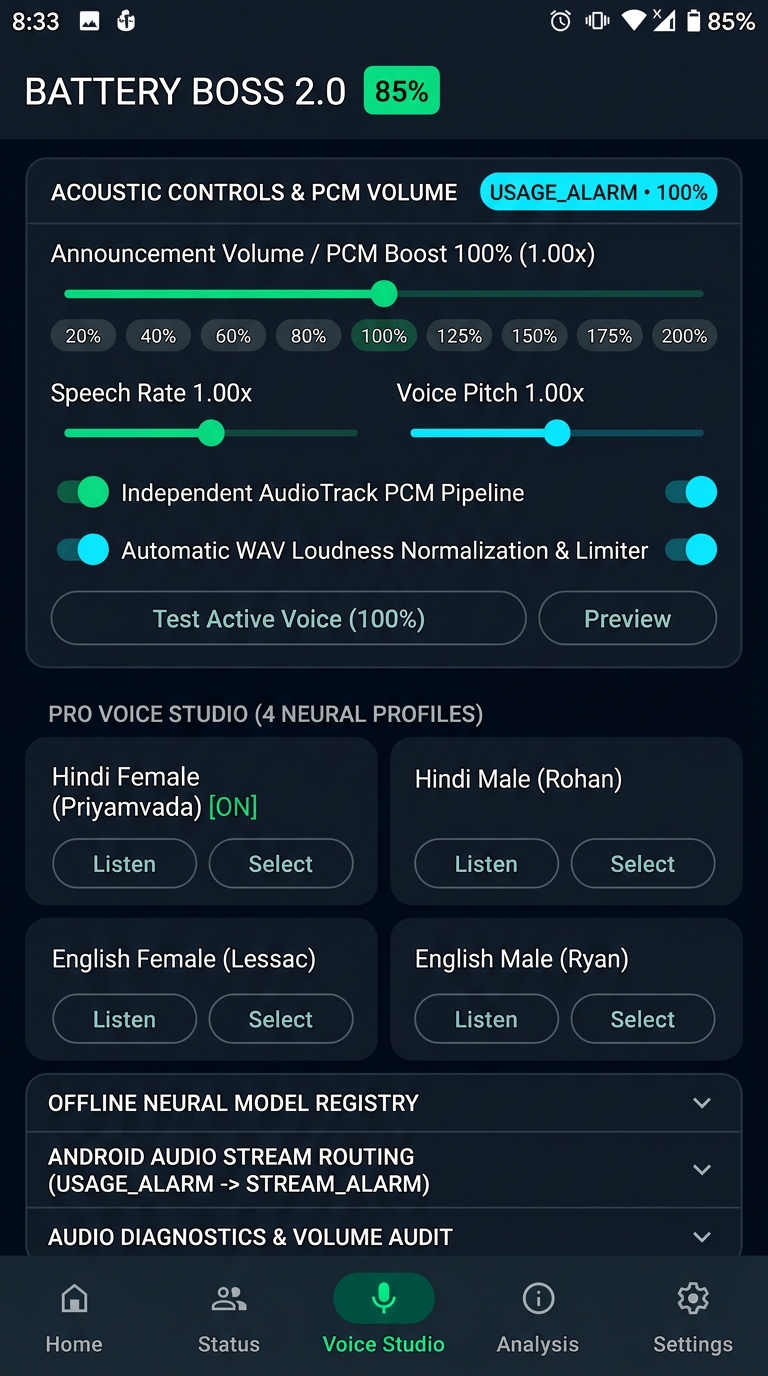 8:33
85%
BATTERY BOSS 2.0 85%
ACOUSTIC CONTROLS & PCM VOLUME USAGE_ALARM • 100%
Announcement Volume / PCM Boost 100% (1.00x)
20% 40% 60% 80% 100% 125% 150% 175% 200%
Speech Rate 1.00x Voice Pitch 1.00x
Independent AudioTrack PCM Pipeline
Automatic WAV Loudness Normalization & Limiter
Test Active Voice (100%) Preview
PRO VOICE STUDIO (4 NEURAL PROFILES)
Hindi Female
(Priyamvada) [ON]
Listen Select
Hindi Male (Rohan)
Listen Select
English Female (Lessac)
Listen Select
English Male (Ryan)
Listen Select
OFFLINE NEURAL MODEL REGISTRY
ANDROID AUDIO STREAM ROUTING
(USAGE_ALARM -> STREAM_ALARM)
AUDIO DIAGNOSTICS & VOLUME AUDIT
Home Status Voice Studio Analysis Settings